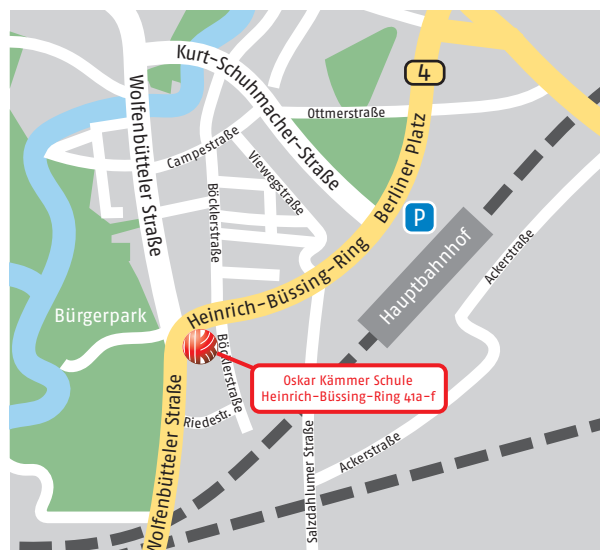 Kurt-Schuhmacher-Straße
4
Wolfenbütteler Straße
Ottmerstraße
Campestraße
Viewegstraße
Berliner Platz
Böcklerstraße
P
Hauptbahnhof
Ackerstraße
Heinrich-Büssing-Ring
Bürgerpark
Böcklerstraße
Oskar Kämmer Schule
Heinrich-Büssing-Ring 41a-f
Wolfenbütteler Straße
Riedestr.
Salzdahlumer Straße
Ackerstraße